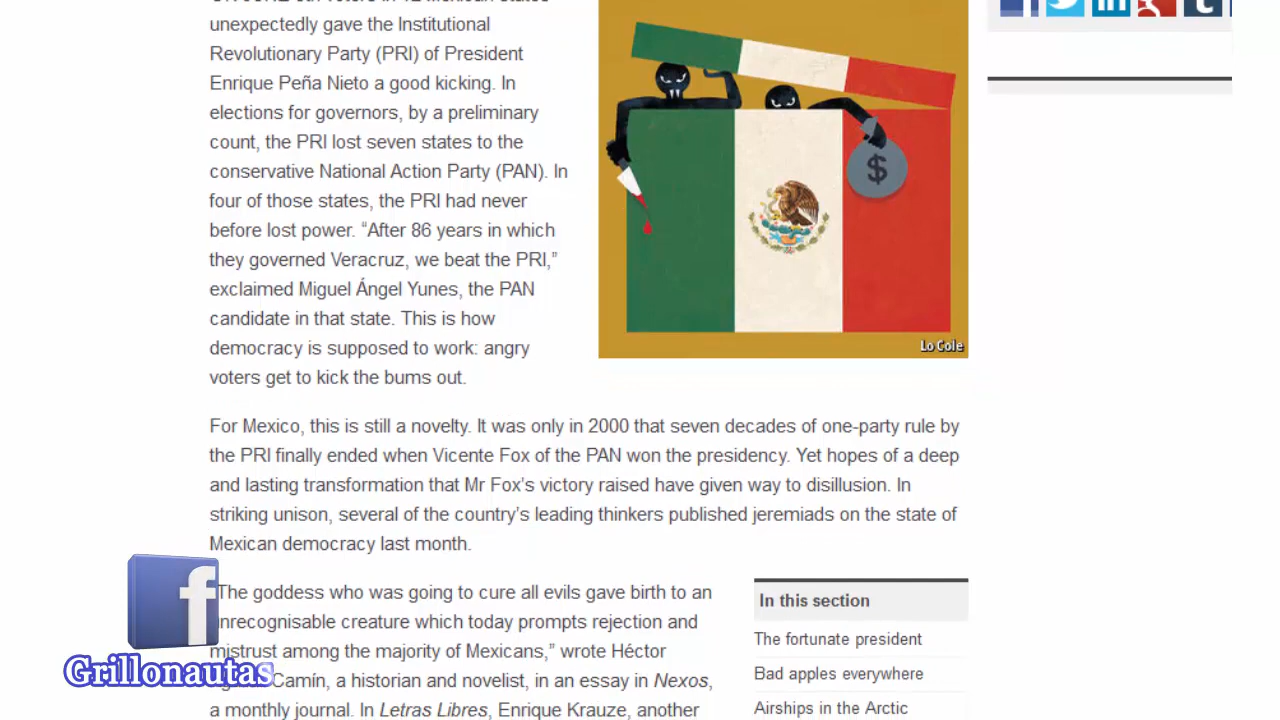 unexpectedly gave the Institutional
Revolutionary Party (PRI) of President
Enrique Peña Nieto a good kicking. In
elections for governors, by a preliminary
count, the PRI lost seven states to the
conservative National Action Party (PAN). In
four of those states, the PRI had never
before lost power. “After 86 years in which
they governed Veracruz, we beat the PRI,”
exclaimed Miguel Ángel Yunes, the PAN
candidate in that state. This is how
democracy is supposed to work: angry
voters get to kick the bums out.
$
Lo Cole
For Mexico, this is still a novelty. It was only in 2000 that seven decades of one-party rule by
the PRI finally ended when Vicente Fox of the PAN won the presidency. Yet hopes of a deep
and lasting transformation that Mr Fox’s victory raised have given way to disillusion. In
striking unison, several of the country’s leading thinkers published jeremiads on the state of
Mexican democracy last month.
The goddess who was going to cure all evils gave birth to an
unrecognisable creature which today prompts rejection and
mistrust among the majority of Mexicans,” wrote Héctor
Camín, a historian and novelist, in an essay in Nexos,
a monthly journal. In Letras Libres, Enrique Krauze, another
In this section
The fortunate president
Bad apples everywhere
Airships in the Arctic
f
Grillonautas